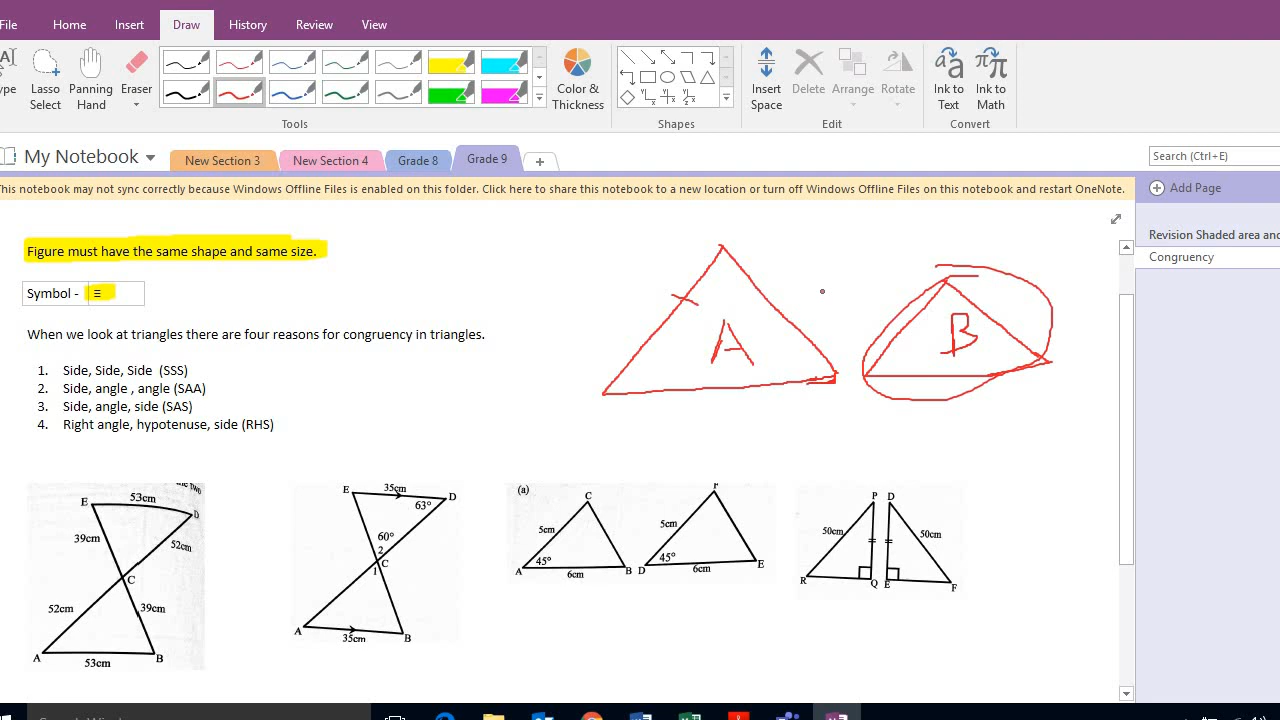 File Home Insert Draw History Review View
Type Lasso Select Panning Hand Eraser Color & Thickness Insert Space Delete Arrange Rotate Ink to Text Ink to Math
Tools Shapes Edit Convert
My Notebook New Section 3 New Section 4 Grade 8 Grade 9 +
Search (Ctrl+E)
This notebook may not sync correctly because Windows Offline Files is enabled on this folder. Click here to share this notebook to a new location or turn off Windows Offline Files on this notebook and restart OneNote.
Add Page
Revision Shaded area and
Congruency
Figure must have the same shape and same size.
Symbol - ≡
When we look at triangles there are four reasons for congruency in triangles.
1. Side, Side, Side (SSS)
2. Side, angle , angle (SAA)
3. Side, angle, side (SAS)
4. Right angle, hypotenuse, side (RHS)
A
B
the two
E 53cm D
39cm 52cm
C
52cm 39cm
A 53cm B
E 35cm D
63°
60°
2
C
1
A 35cm B
(a)
C
5cm
45°
A 6cm B
F
5cm
45°
D 6cm E
P D
50cm 50cm
R Q E F